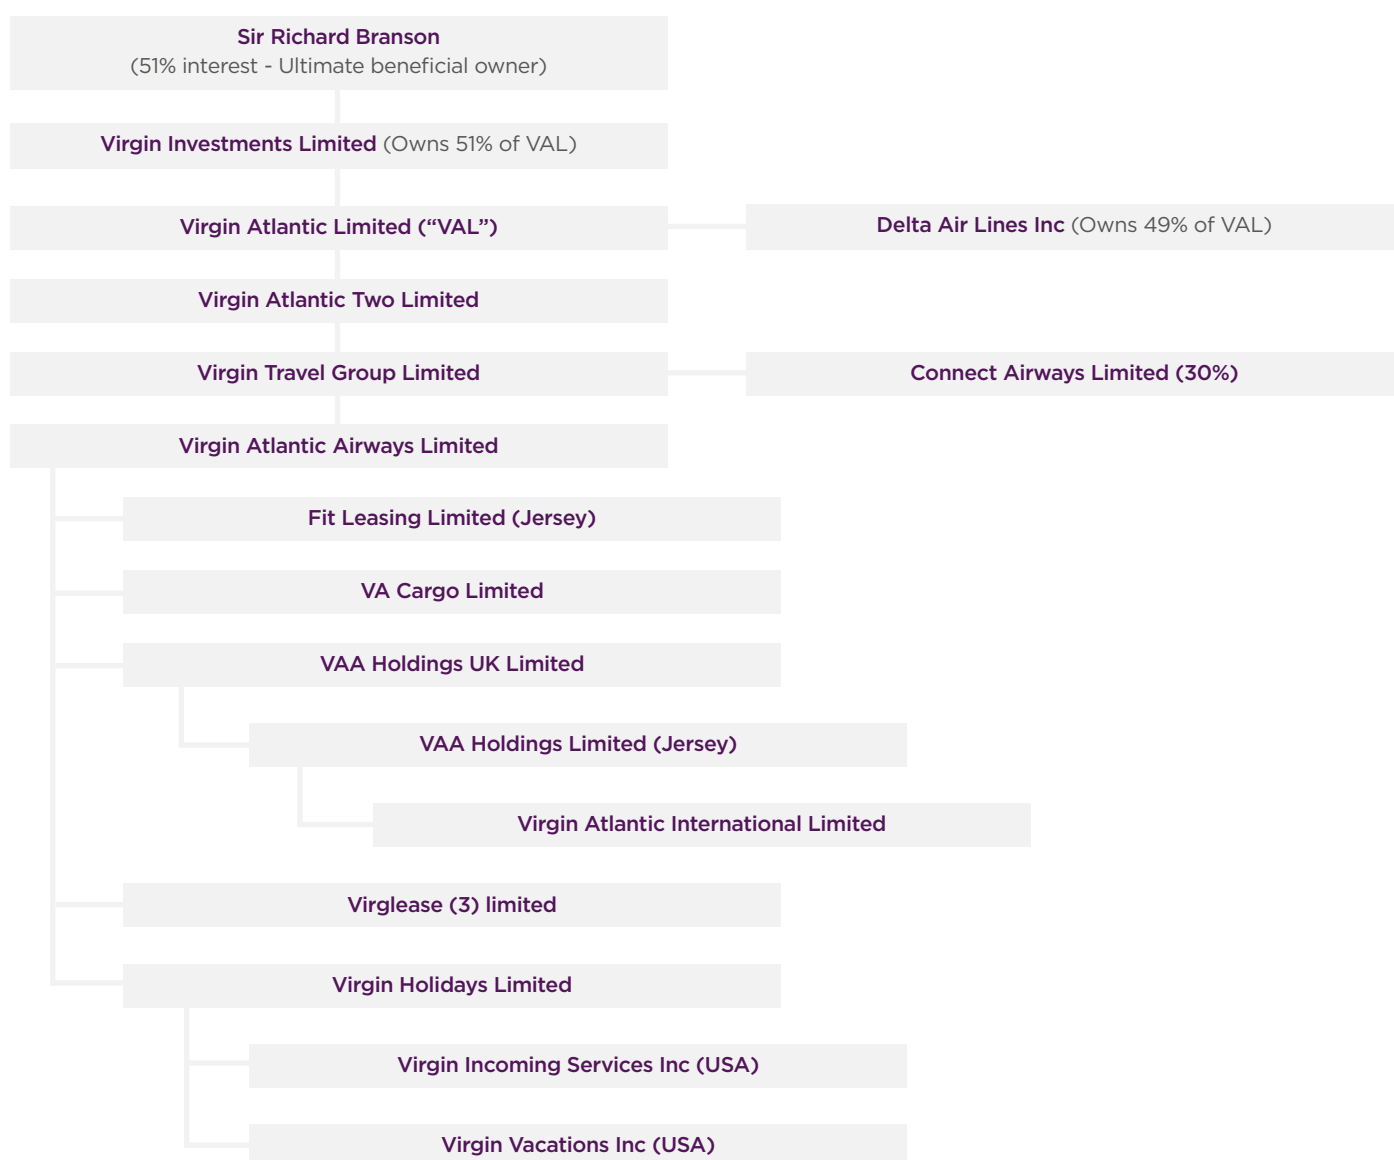 Sir Richard Branson
(51% interest - Ultimate beneficial owner)
Virgin Investments Limited (Owns 51% of VAL)
Virgin Atlantic Limited (“VAL”)
Delta Air Lines Inc (Owns 49% of VAL)
Virgin Atlantic Two Limited
Virgin Travel Group Limited
Connect Airways Limited (30%)
Virgin Atlantic Airways Limited
Fit Leasing Limited (Jersey)
VA Cargo Limited
VAA Holdings UK Limited
VAA Holdings Limited (Jersey)
Virgin Atlantic International Limited
Virglease (3) limited
Virgin Holidays Limited
Virgin Incoming Services Inc (USA)
Virgin Vacations Inc (USA)